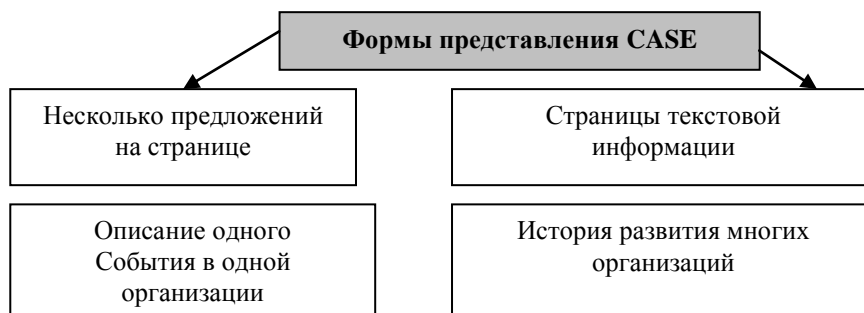 Формы представления CASE
Несколько предложений
на странице
Страницы текстовой
информации
Описание одного
События в одной
организации
История развития многих
организаций